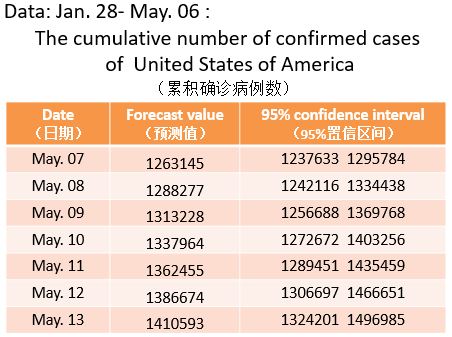 Data: Jan. 28- May. 06 :
The cumulative number of confirmed cases
of United States of America
（累积确诊病例数）
Date Forecast value 95% confidence interval
（日期） （预测值） （95%置信区间）
May. 07 1263145 1237633 1295784
May. 08 1288277 1242116 1334438
May. 09 1313228 1256688 1369768
May. 10 1337964 1272672 1403256
May. 11 1362455 1289451 1435459
May. 12 1386674 1306697 1466651
May. 13 1410593 1324201 1496985